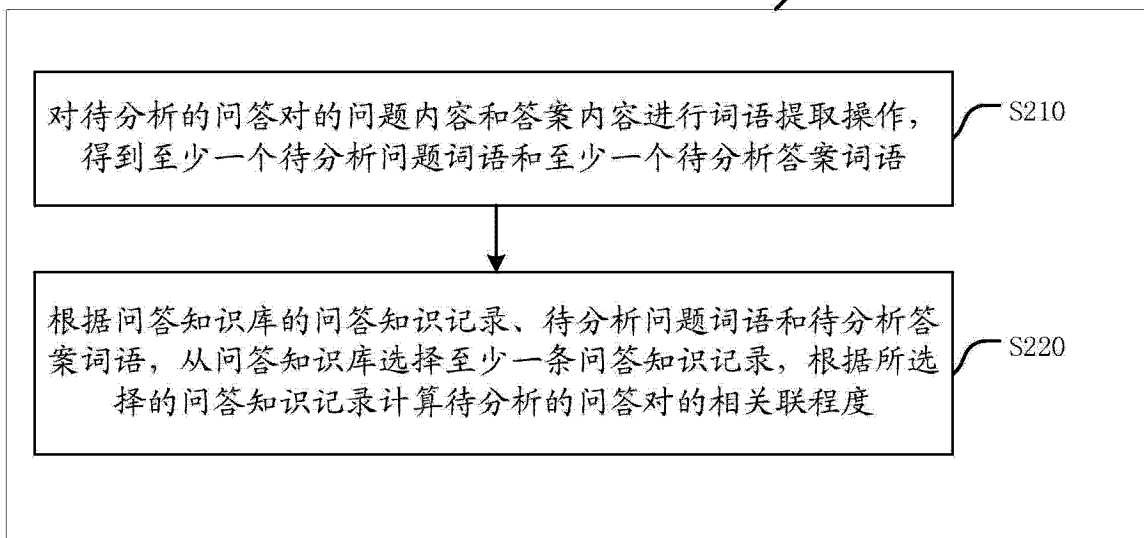 对待分析的问答对的问题内容和答案内容进行词语提取操作，
得到至少一个待分析问题词语和至少一个待分析答案词语
S210
根据问答知识库的问答知识记录、待分析问题词语和待分析答
案词语，从问答知识库选择至少一条问答知识记录，根据所选
择的问答知识记录计算待分析的问答对的相关联程度
S220